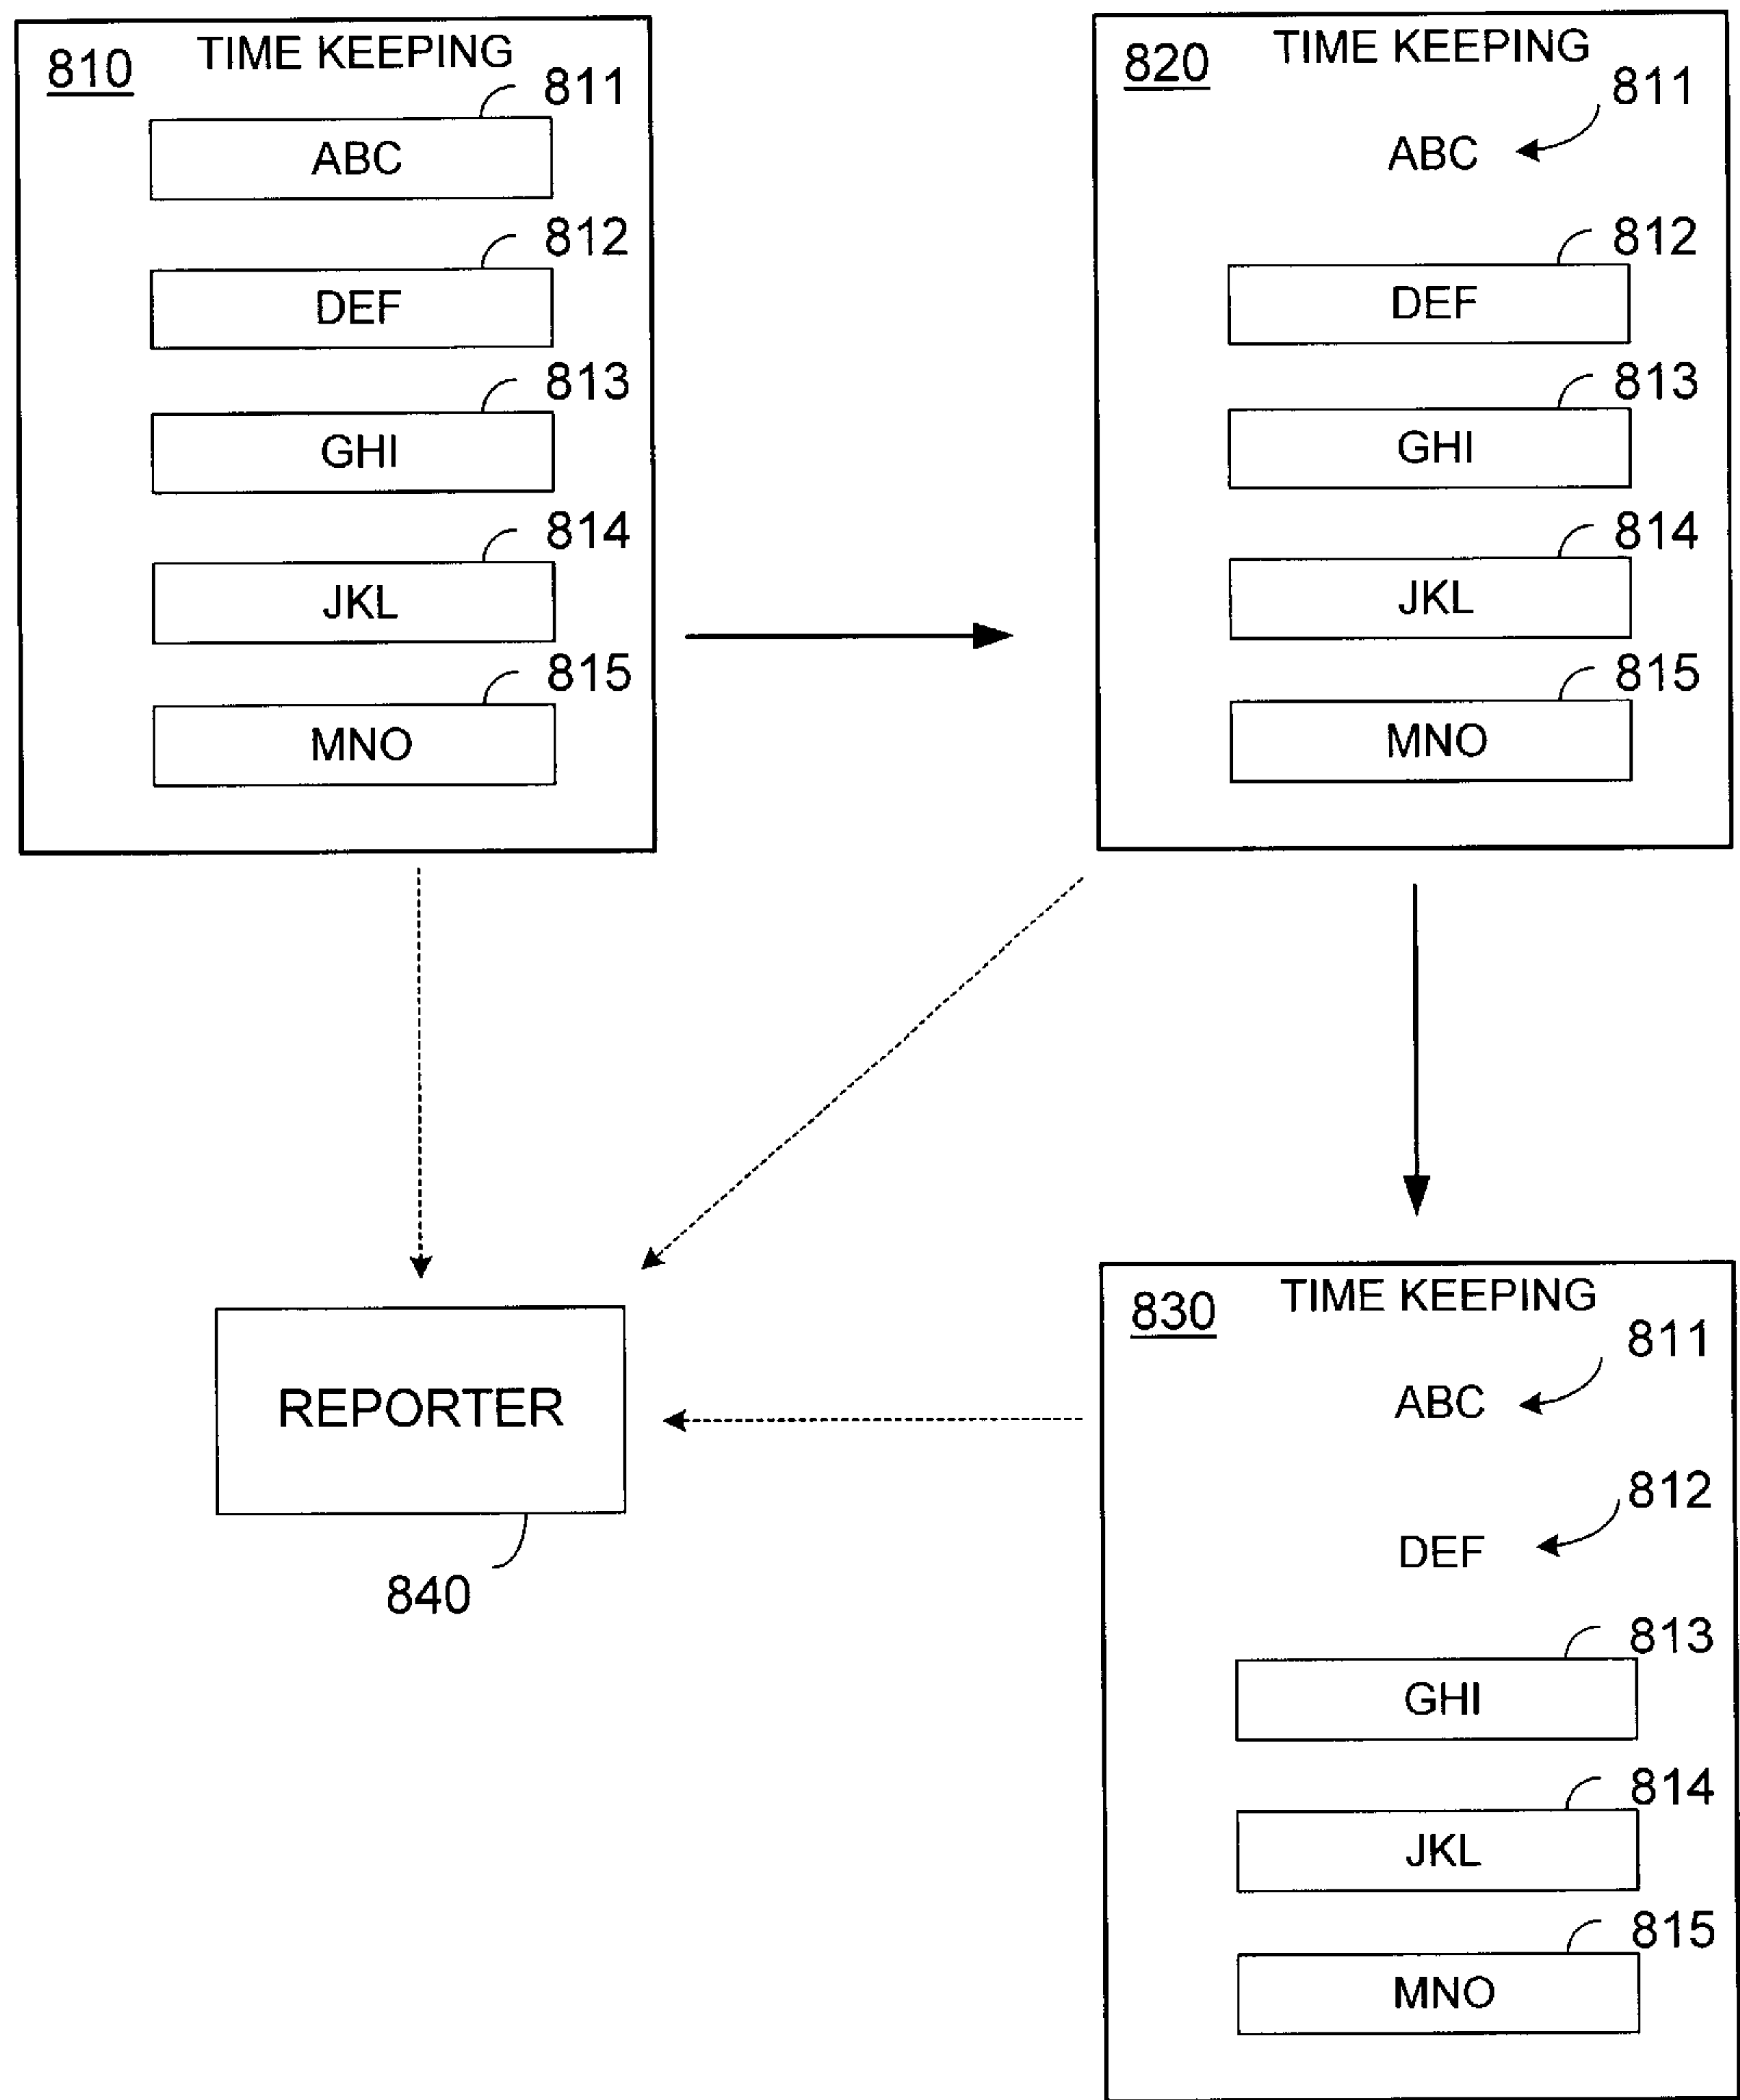 810 TIME KEEPING
811
ABC
812
DEF
813
GHI
814
JKL
815
MNO
820 TIME KEEPING
811
ABC
812
DEF
813
GHI
814
JKL
815
MNO
830 TIME KEEPING
811
ABC
812
DEF
813
GHI
814
JKL
815
MNO
REPORTER
840